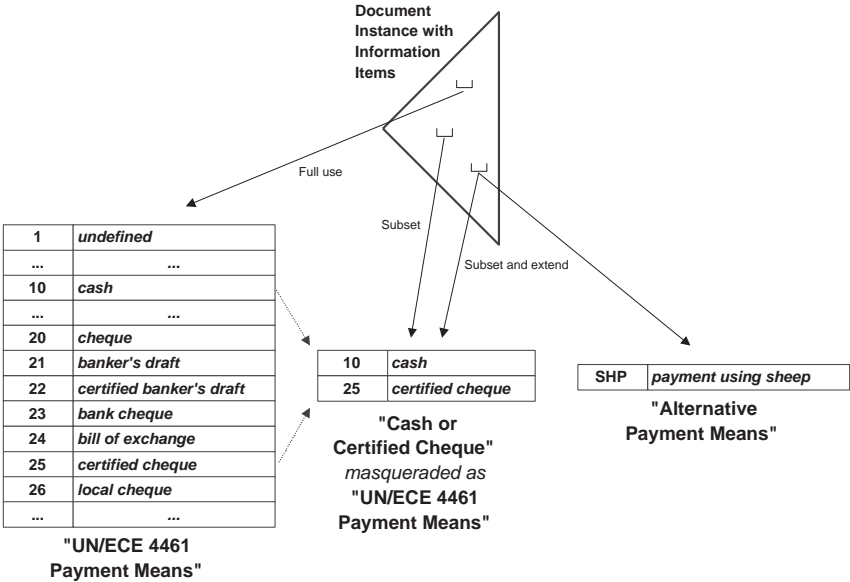 Document
Instance with
Information
Items
Full use
Subset
Subset and extend
1 undefined
... ...
10 cash
... ...
20 cheque
21 banker's draft
22 certified banker's draft
23 bank cheque
24 bill of exchange
25 certified cheque
26 local cheque
... ...
"UN/ECE 4461
Payment Means"
10 cash
25 certified cheque
"Cash or
Certified Cheque"
masqueraded as
"UN/ECE 4461
Payment Means"
SHP payment using sheep
"Alternative
Payment Means"